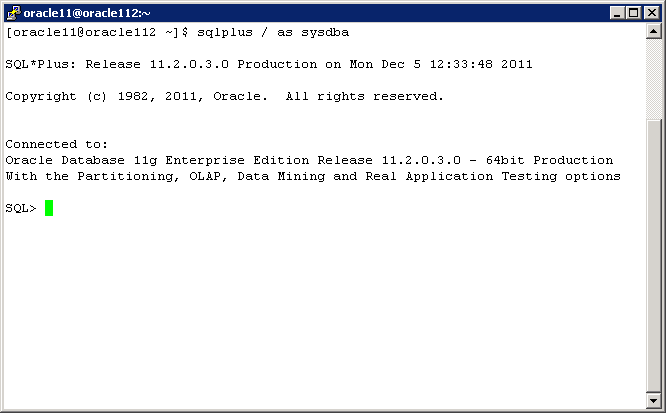 oracle11@oracle112:~
[oracle11@oracle112 ~]$ sqlplus / as sysdba
SQL*Plus: Release 11.2.0.3.0 Production on Mon Dec 5 12:33:48 2011
Copyright (c) 1982, 2011, Oracle.  All rights reserved.
Connected to:
Oracle Database 11g Enterprise Edition Release 11.2.0.3.0 - 64bit Production
With the Partitioning, OLAP, Data Mining and Real Application Testing options
SQL>